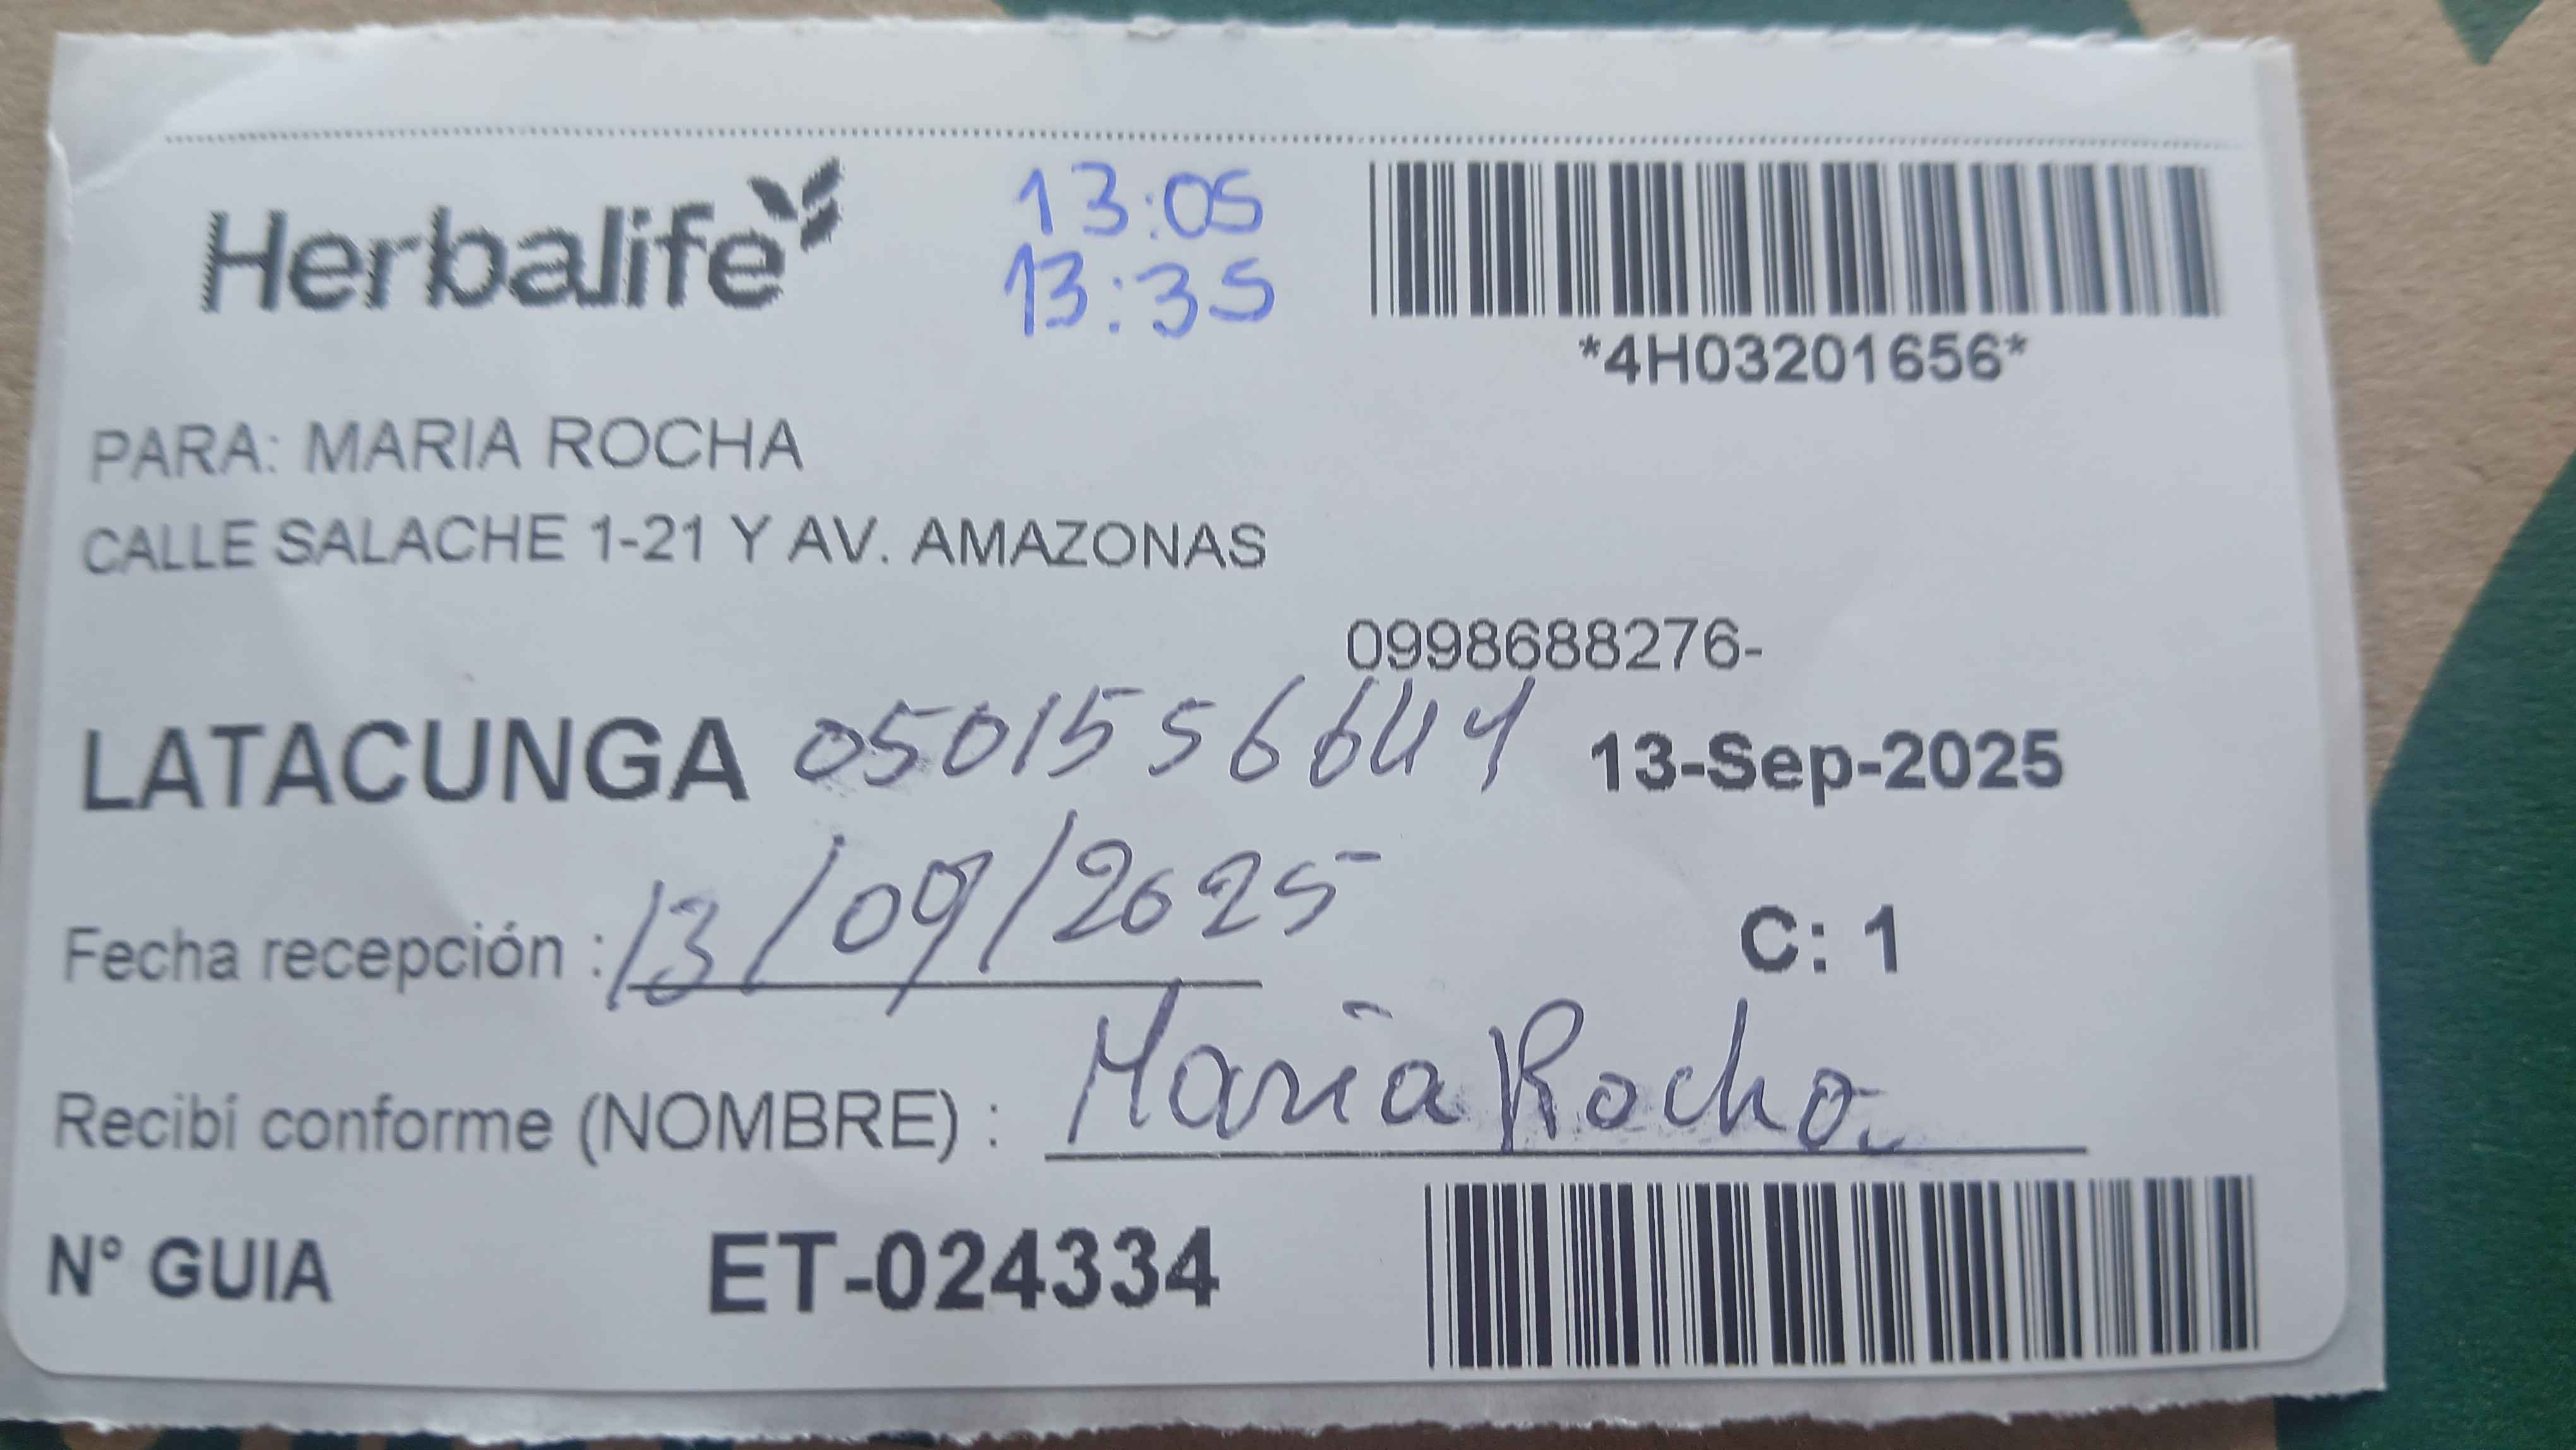 Herbalife
13:05
13:35
*4H03201656*
PARA: MARIA ROCHA
CALLE SALACHE 1-21 Y AV. AMAZONAS
0998688276-
LATACUNGA 13-Sep-2025
Fecha recepción : 13/09/2025
C: 1
Recibí conforme (NOMBRE) : Maria Rocha
N° GUIA ET-024334